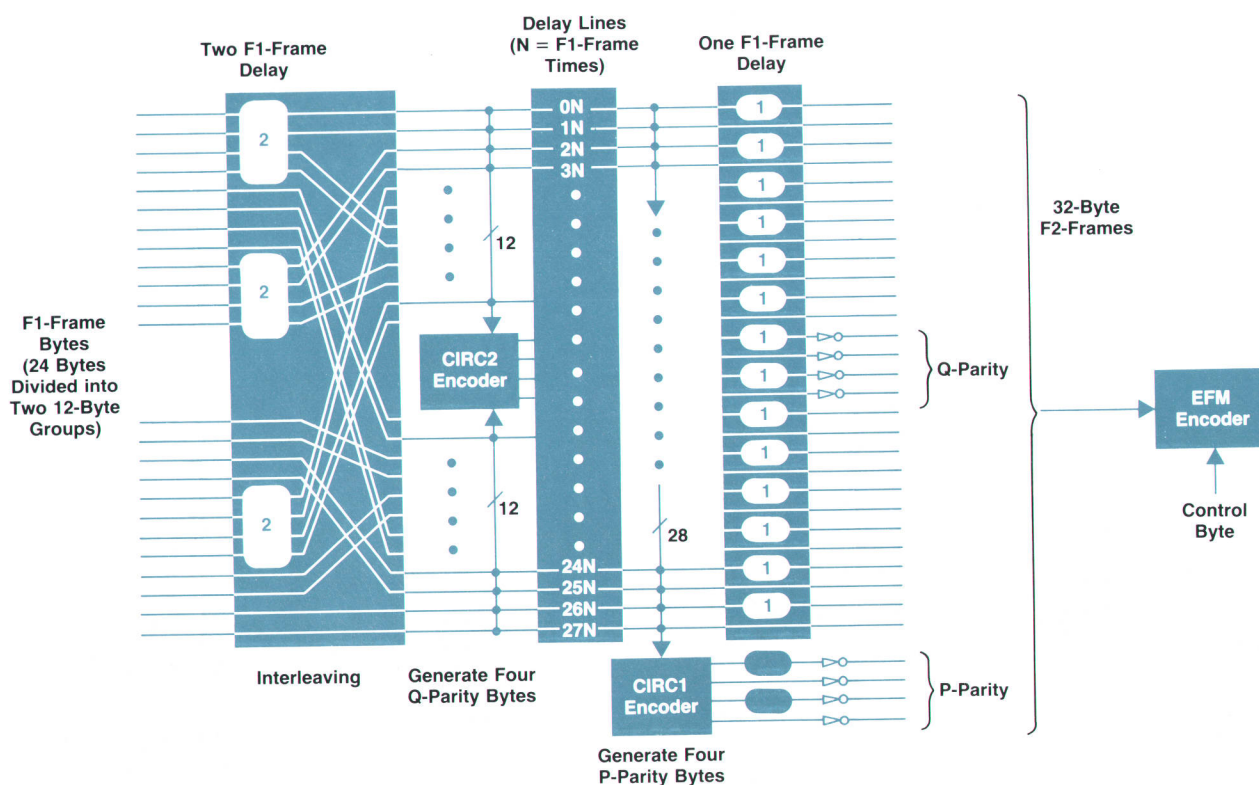 Two F1-Frame
Delay
Delay Lines
(N = F1-Frame
Times)
One F1-Frame
Delay
F1-Frame
Bytes
(24 Bytes
Divided into
Two 12-Byte
Groups)
2
2
2
Interleaving
12
CIRC2
Encoder
12
Generate Four
Q-Parity Bytes
0N
1N
2N
3N
24N
25N
26N
27N
28
CIRC1
Encoder
Generate Four
P-Parity Bytes
1
1
1
1
1
1
1
1
1
1
1
1
1
1
Q-Parity
P-Parity
32-Byte
F2-Frames
EFM
Encoder
Control
Byte